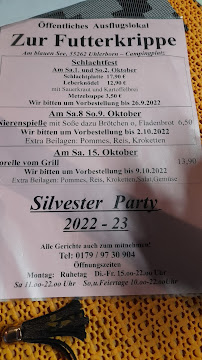 Öffentliches Ausflugslokal
Zur Futterkrippe
Am blauen See, 15262 Uhlerborn – Campingplatz
Schlachtfest
Am Sa.1. und So.2. Oktober
Schlachtplatte 17,90 €
Leberknödel 12,90 €
mit Sauerkraut und Kartoffelbrei
Metzelsuppe 3,50 €
Wir bitten um Vorbestellung bis 26.9.2022
Am Sa.8 So.9. Oktober
Nierenspieße mit Soße dazu Brötchen o. Fladenbrot 6,50
Wir bitten um Vorbestellung bis 2.10.2022
Extra Beilagen: Pommes, Reis, Kroketten
Am Sa. 15. Oktober
orelle vom Grill 13,90
Wir bitten um Vorbestellung bis 9.10.2022
Extra Beilagen: Pommes, Reis, Kroketten,Salat,Gemüse
Silvester Party
2022 - 23
Alle Gerichte auch zum mitnehmen!
Tel: 0179 / 97 30 904
Öffnungszeiten
Montag: Ruhetag Di.-Fr. 15.00-22.00 Uhr
Sa 11.00-22.00 Uhr So,u.Feiertage 10.00-22.00 Uhr